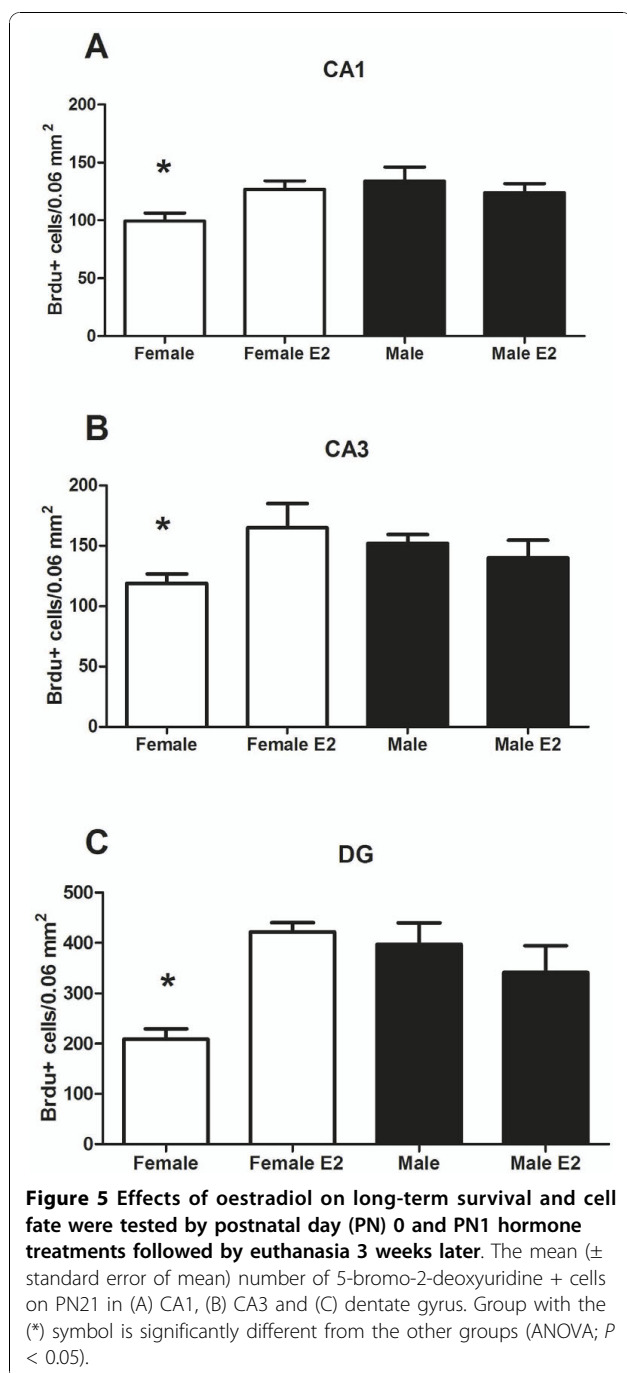 A
CA1
Brdu+ cells/0.06 mm²
200
150
100
50
0
*
Female
Female E2
Male
Male E2
B
CA3
Brdu+ cells/0.06 mm²
200
150
100
50
0
*
Female
Female E2
Male
Male E2
C
DG
Brdu+ cells/0.06 mm²
500
400
300
200
100
0
*
Female
Female E2
Male
Male E2
Figure 5 Effects of oestradiol on long-term survival and cell
fate were tested by postnatal day (PN) 0 and PN1 hormone
treatments followed by euthanasia 3 weeks later. The mean (±
standard error of mean) number of 5-bromo-2-deoxyuridine + cells
on PN21 in (A) CA1, (B) CA3 and (C) dentate gyrus. Group with the
(*) symbol is significantly different from the other groups (ANOVA; P
< 0.05).